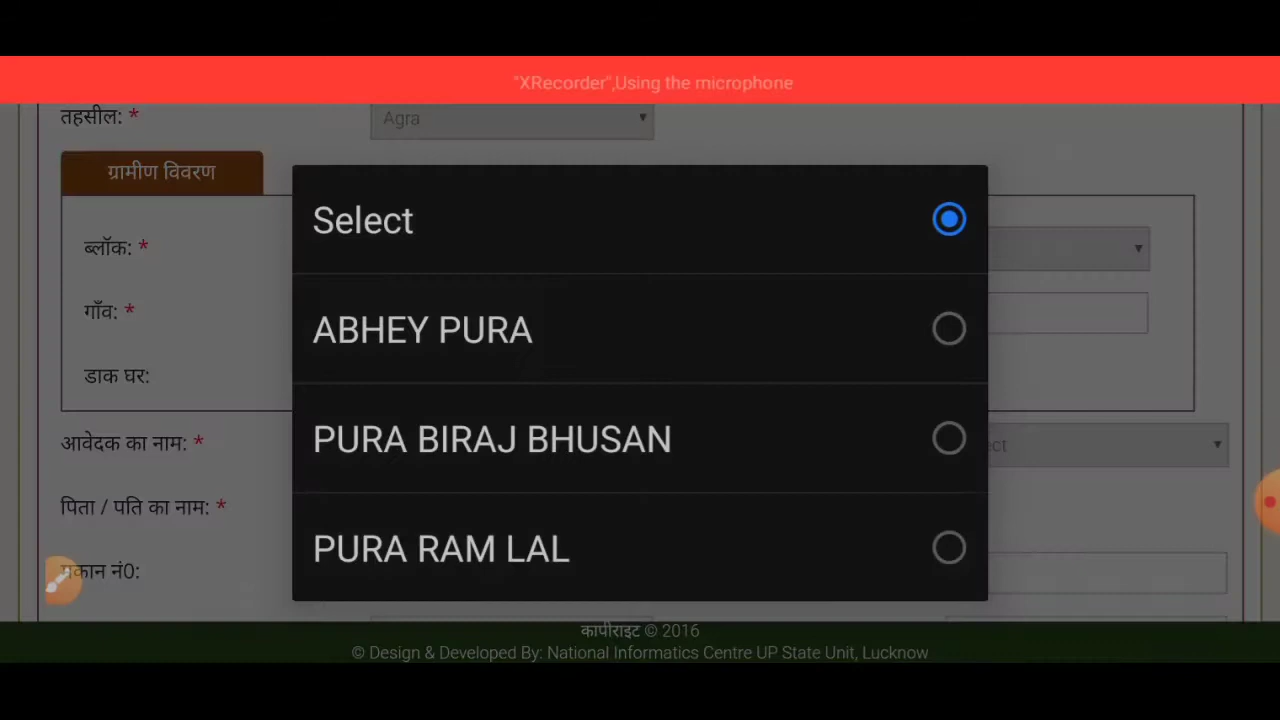 "XRecorder",Using the microphone
तहसील: *
Agra
ग्रामीण विवरण
Select
ब्लॉक: *
ABHEY PURA
गाँव: *
डाक घर:
PURA BIRAJ BHUSAN
आवेदक का नाम: *
पिता / पति का नाम: *
PURA RAM LAL
मकान नं0:
कापीराइट © 2016
© Design & Developed By: National Informatics Centre UP State Unit, Lucknow